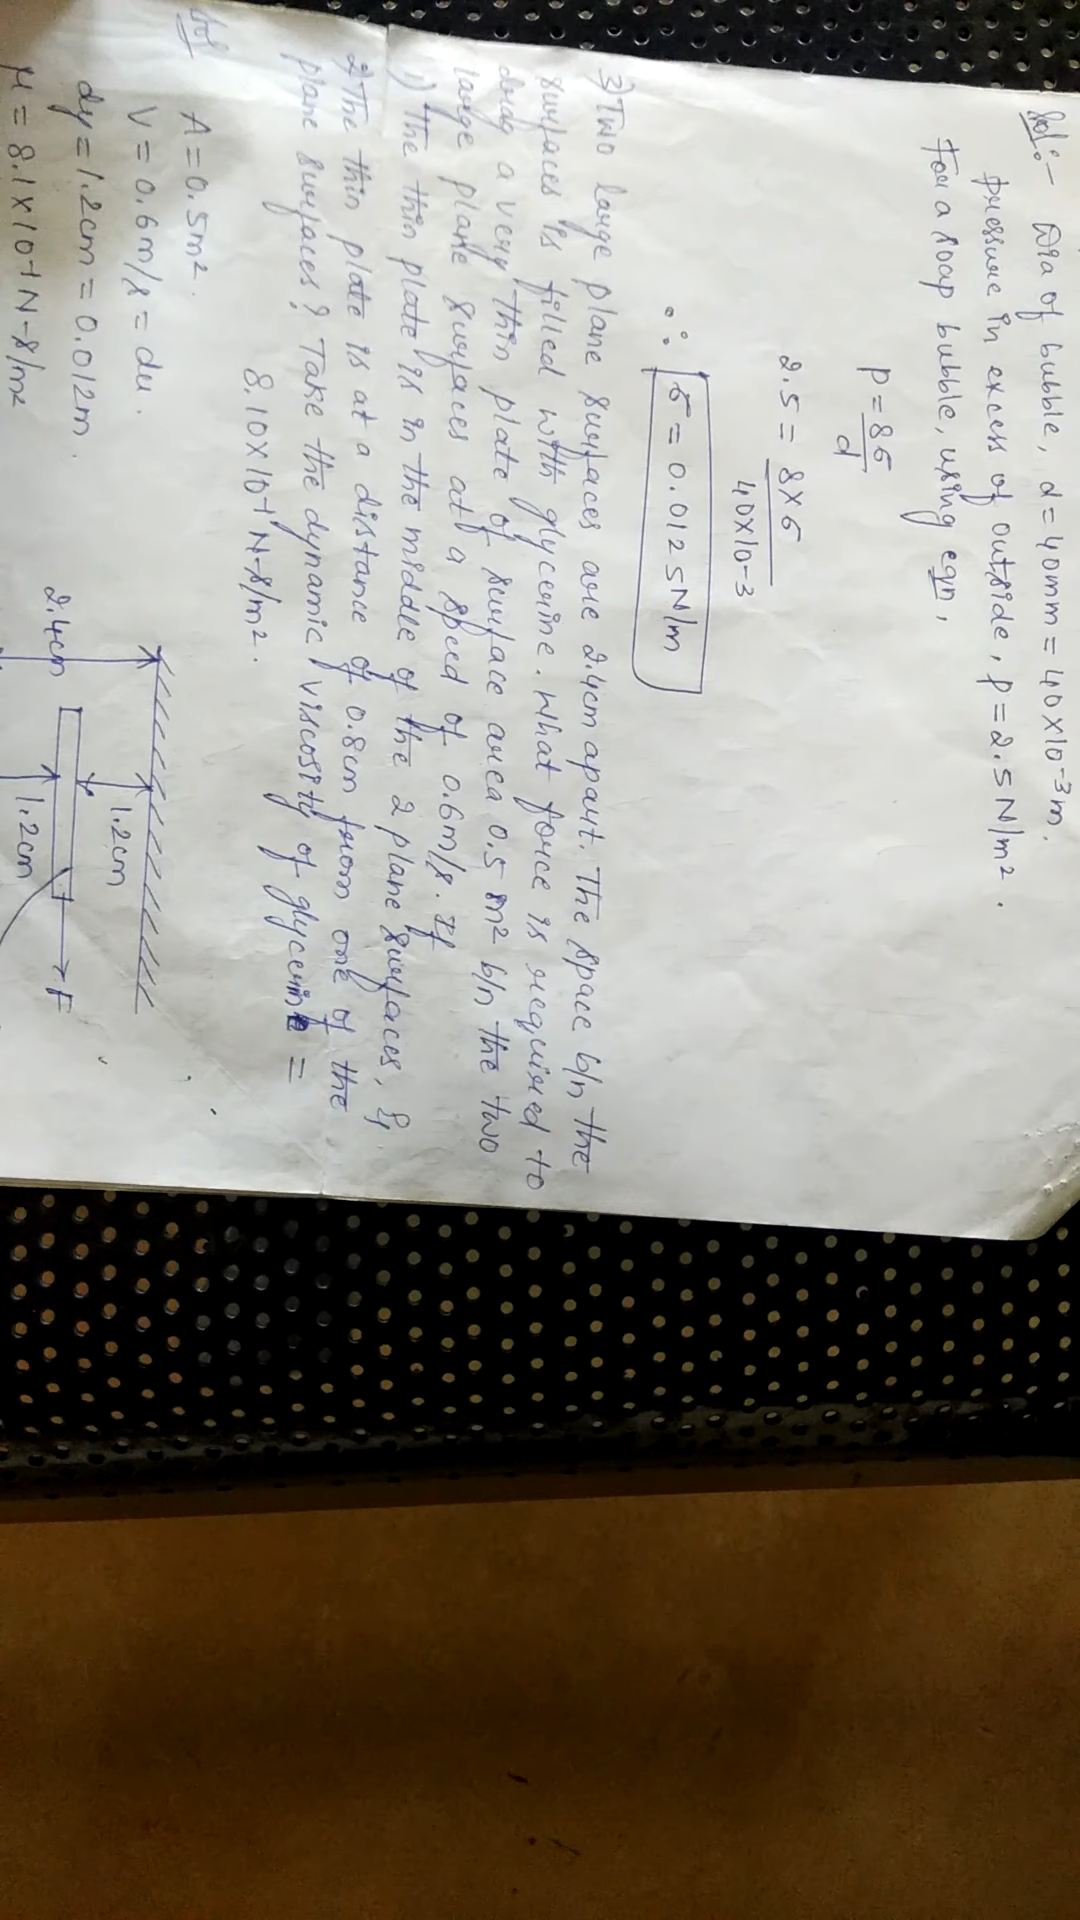 Sol:- Dia of bubble, d = 40mm = 40×10⁻³m.
pressure in excess of outside, p = 2.5N/m².
For a soap bubble, using eqn,
p = 8σ/d
2.5 = 8×σ/40×10⁻³
∴ σ = 0.0125N/m
3) Two large plane surfaces are 2.4cm apart. The space b/n the
surfaces is filled with glycerine. What force is required to
drag a very thin plate of surface area 0.5 m² b/n the two
large plane surfaces at a speed of 0.6m/s. If
1) The thin plate is in the middle of the 2 plane surfaces, &
2) The thin plate is at a distance of 0.8cm from one of the
plane surfaces? Take the dynamic viscosity of glycerine =
8.10×10⁻¹ N-s/m².
Sol
A = 0.5m².
V = 0.6m/s = du.
dy = 1.2cm = 0.012m.
μ = 8.1×10⁻¹ N-s/m²
2.4cm
1.2cm
1.2cm
F